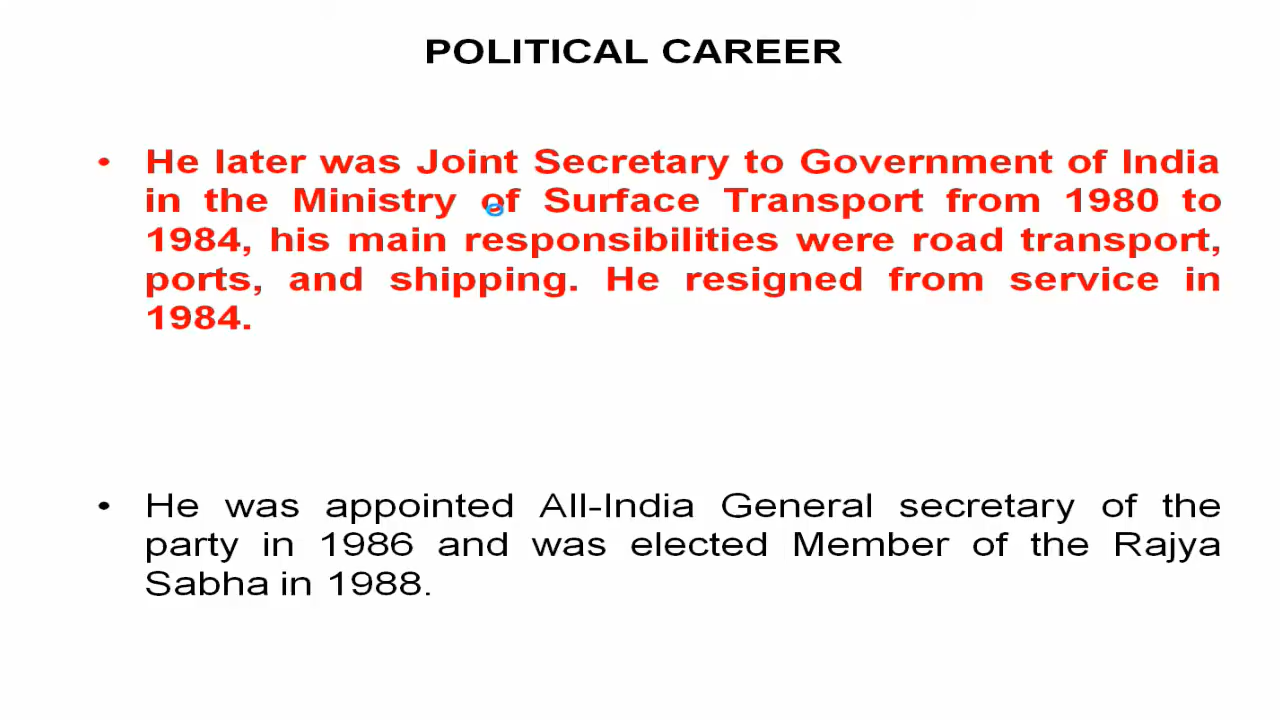 POLITICAL CAREER
• He later was Joint Secretary to Government of India
in the Ministry of Surface Transport from 1980 to
1984, his main responsibilities were road transport,
ports, and shipping. He resigned from service in
1984.
• He was appointed All-India General secretary of the
party in 1986 and was elected Member of the Rajya
Sabha in 1988.